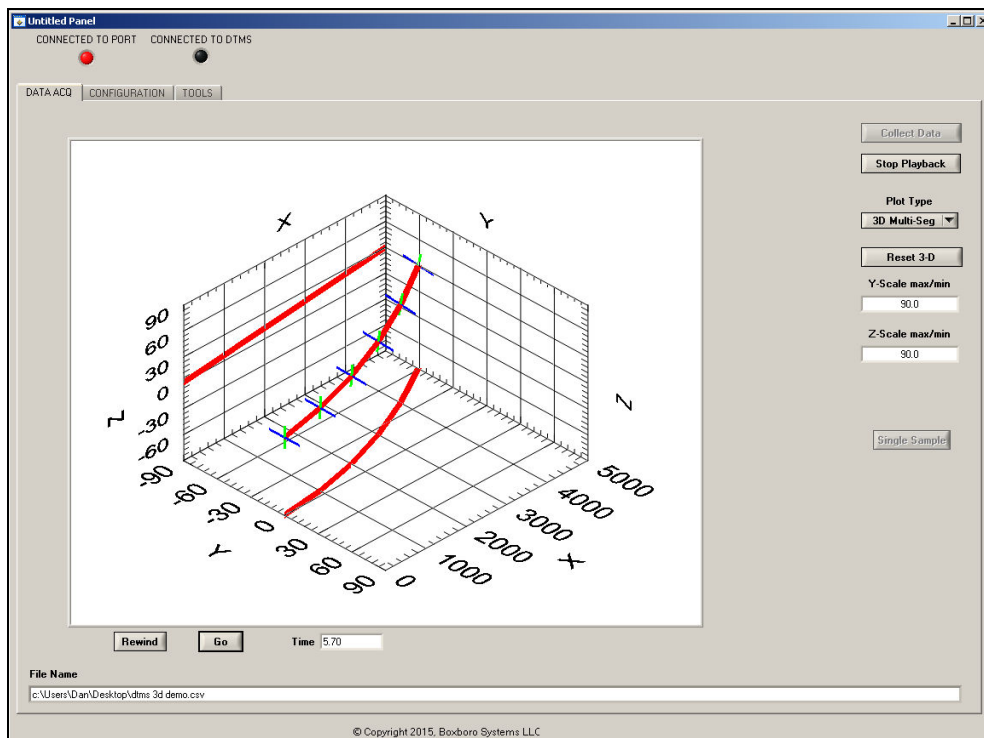 Untitled Panel
CONNECTED TO PORT CONNECTED TO DTMS
DATA ACQ CONFIGURATION TOOLS
Collect Data
Stop Playback
Plot Type
3D Multi-Seg
Reset 3-D
Y-Scale max/min
90.0
Z-Scale max/min
90.0
Single Sample
X
Y
Z
90
60
30
0
-30
-60
Z
-90
-60
-30
0
30
60
90
Y
0
1000
2000
3000
4000
5000
X
Rewind Go Time 5.70
File Name
c:\Users\Dan\Desktop\dtms 3d demo.csv
© Copyright 2015, Boxboro Systems LLC